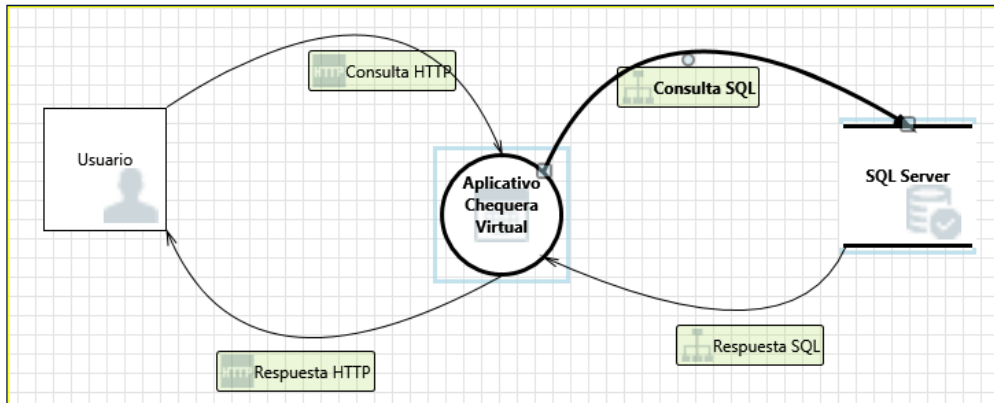 Consulta HTTP
Consulta SQL
Usuario
Aplicativo
Chequera
Virtual
SQL Server
Respuesta SQL
Respuesta HTTP